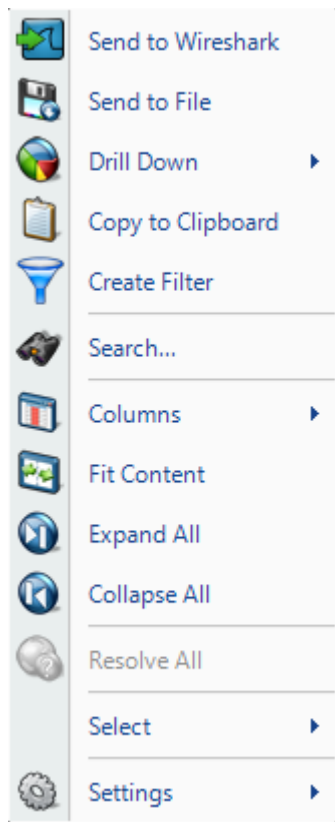 Send to Wireshark
Send to File
Drill Down
Copy to Clipboard
Create Filter
Search...
Columns
Fit Content
Expand All
Collapse All
Resolve All
Select
Settings